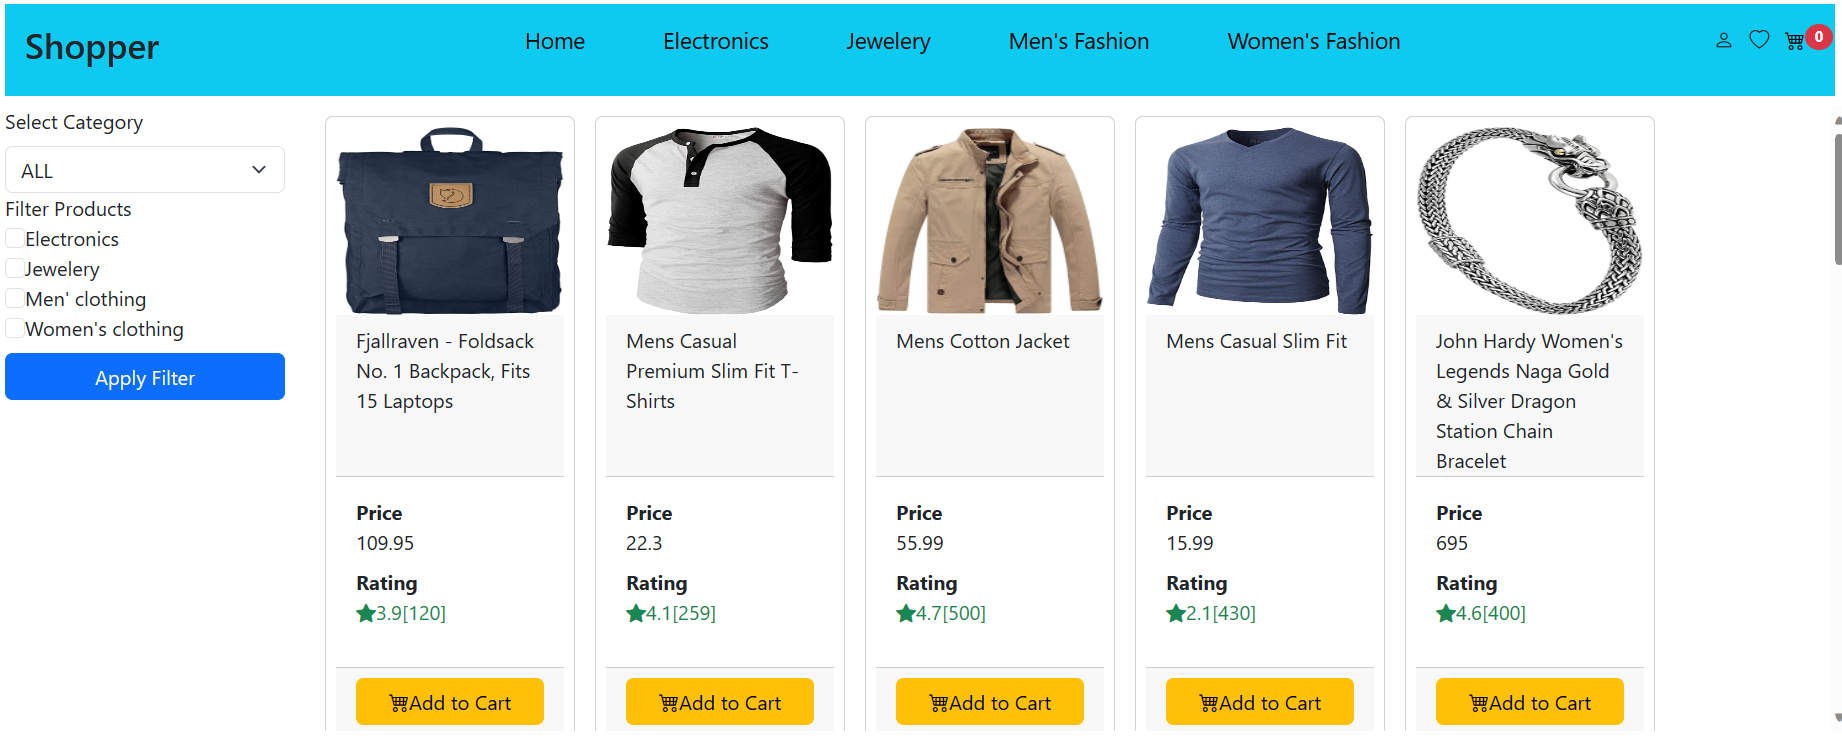 Shopper
Home
Electronics
Jewelery
Men's Fashion
Women's Fashion
0
Select Category
ALL
Filter Products
Electronics
Jewelery
Men' clothing
Women's clothing
Apply Filter
Fjallraven - Foldsack
No. 1 Backpack, Fits
15 Laptops
Price
109.95
Rating
3.9[120]
Add to Cart
Mens Casual
Premium Slim Fit T-
Shirts
Price
22.3
Rating
4.1[259]
Add to Cart
Mens Cotton Jacket
Price
55.99
Rating
4.7[500]
Add to Cart
Mens Casual Slim Fit
Price
15.99
Rating
2.1[430]
Add to Cart
John Hardy Women's
Legends Naga Gold
& Silver Dragon
Station Chain
Bracelet
Price
695
Rating
4.6[400]
Add to Cart